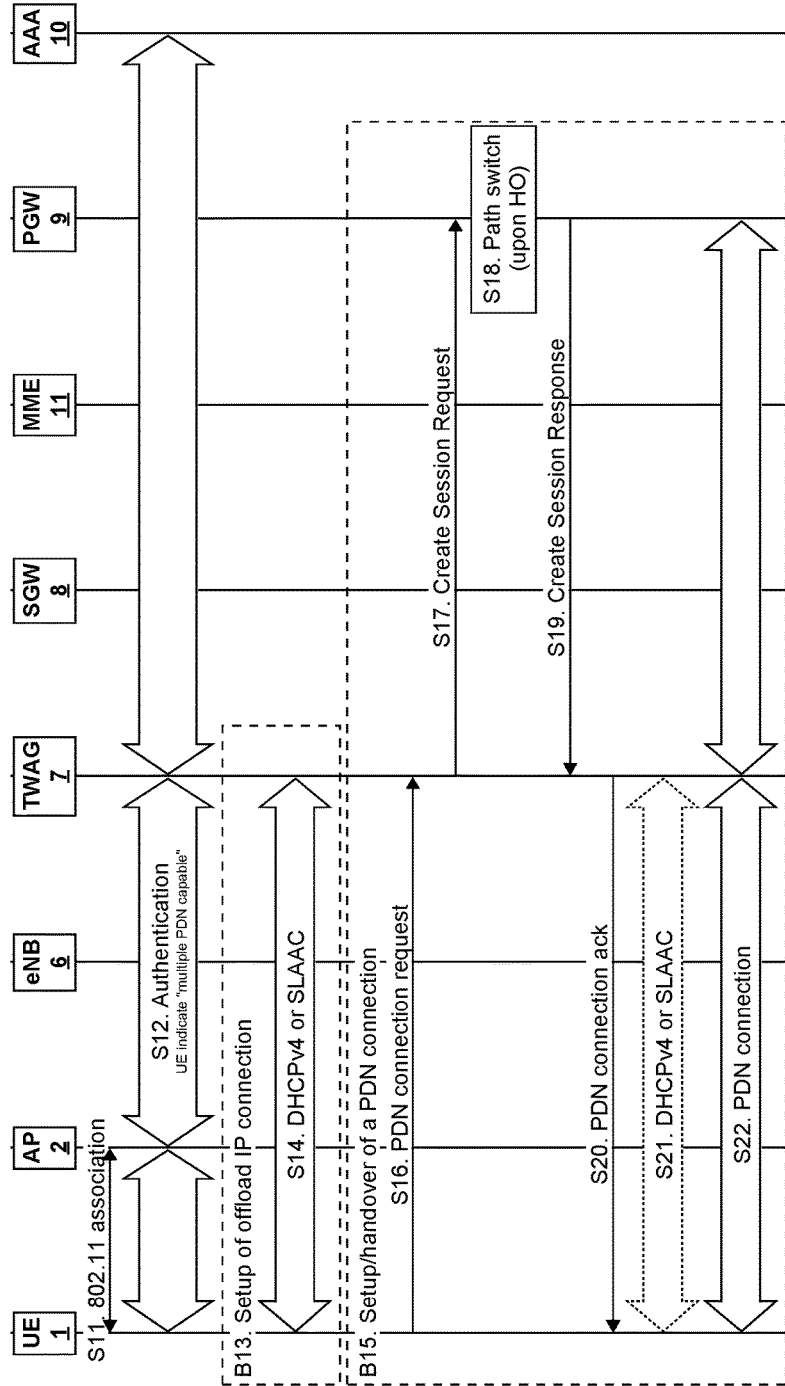 UE
1
AP
2
eNB
6
TWAG
7
SGW
8
MME
11
PGW
9
AAA
10
S11. 802.11 association
S12. Authentication
UE indicate "multiple PDN capable"
B13. Setup of offload IP connection
S14. DHCPv4 or SLAAC
B15. Setup/handover of a PDN connection
S16. PDN connection request
S17. Create Session Request
S18. Path switch
(upon HO)
S19. Create Session Response
S20. PDN connection ack
S21. DHCPv4 or SLAAC
S22. PDN connection